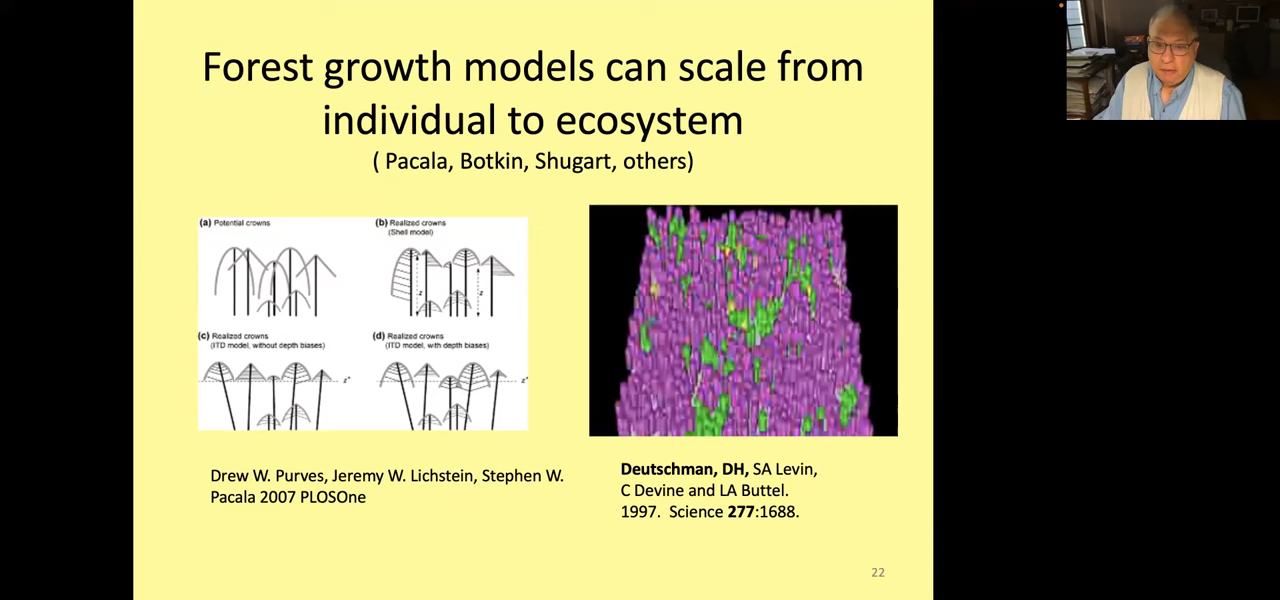 Forest growth models can scale from
individual to ecosystem
( Pacala, Botkin, Shugart, others)
(a) Potential crowns
(b) Realized crowns
(Shell model)
z
z
(c) Realized crowns
(ITD model, without depth biases)
z*
(d) Realized crowns
(ITD model, with depth biases)
z*
Drew W. Purves, Jeremy W. Lichstein, Stephen W.
Pacala 2007 PLOSOne
Deutschman, DH, SA Levin,
C Devine and LA Buttel.
1997. Science 277:1688.
22